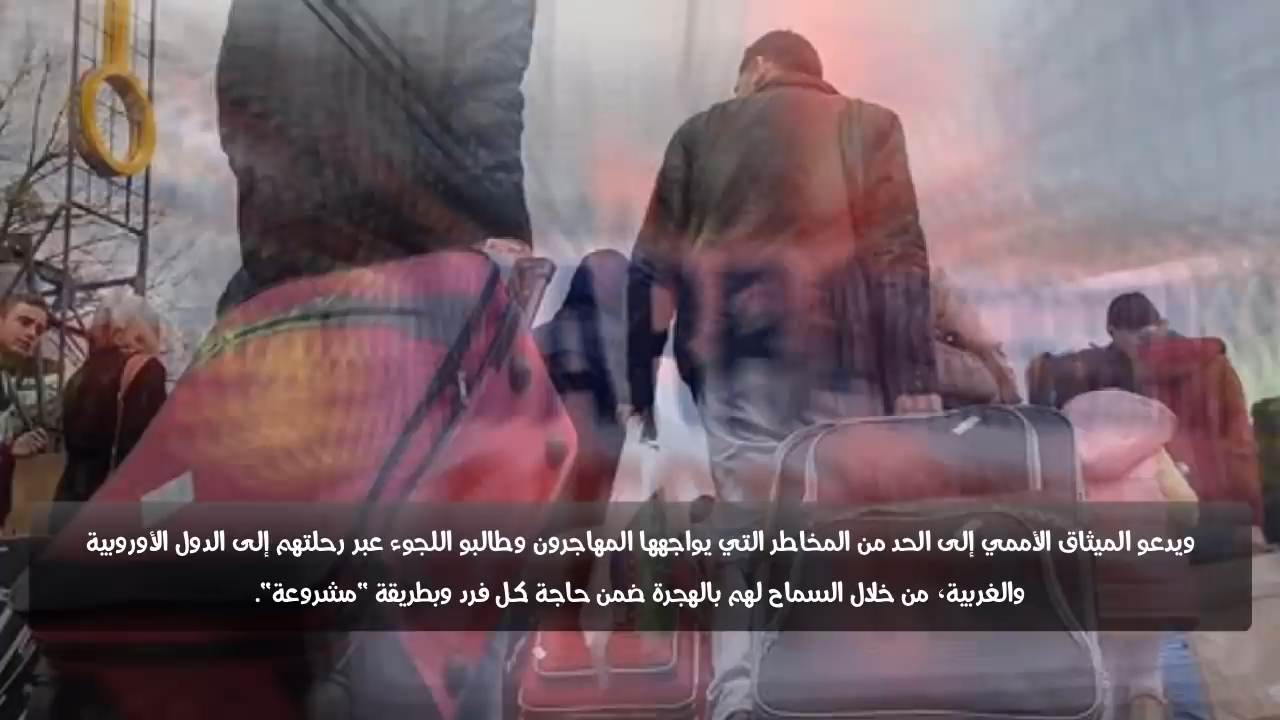 ويدعو الميثاق الأممي إلى الحد من المخاطر التي يواجهها المهاجرون وطالبو اللجوء عبر رحلتهم إلى الدول الأوروبية
والغربية، من خلال السماح لهم بالهجرة ضمن حاجة كل فرد وبطريقة “مشروعة”.